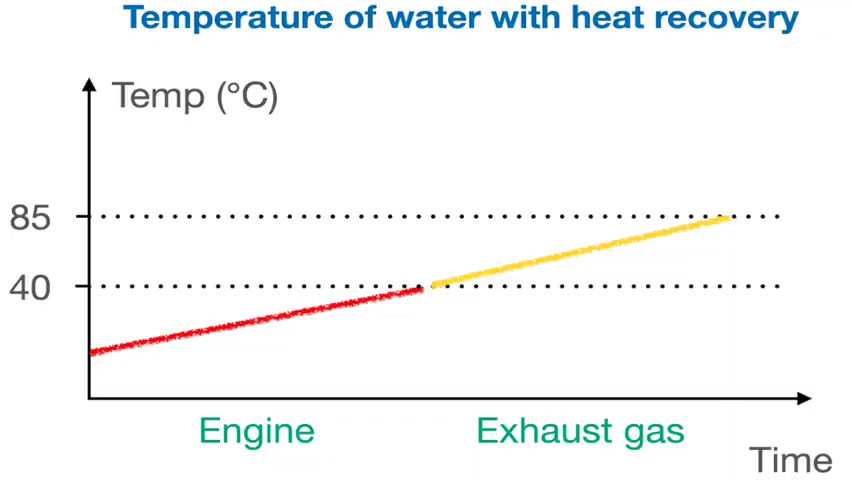 Temperature of water with heat recovery
Temp (°C)
85
40
Engine
Exhaust gas
Time